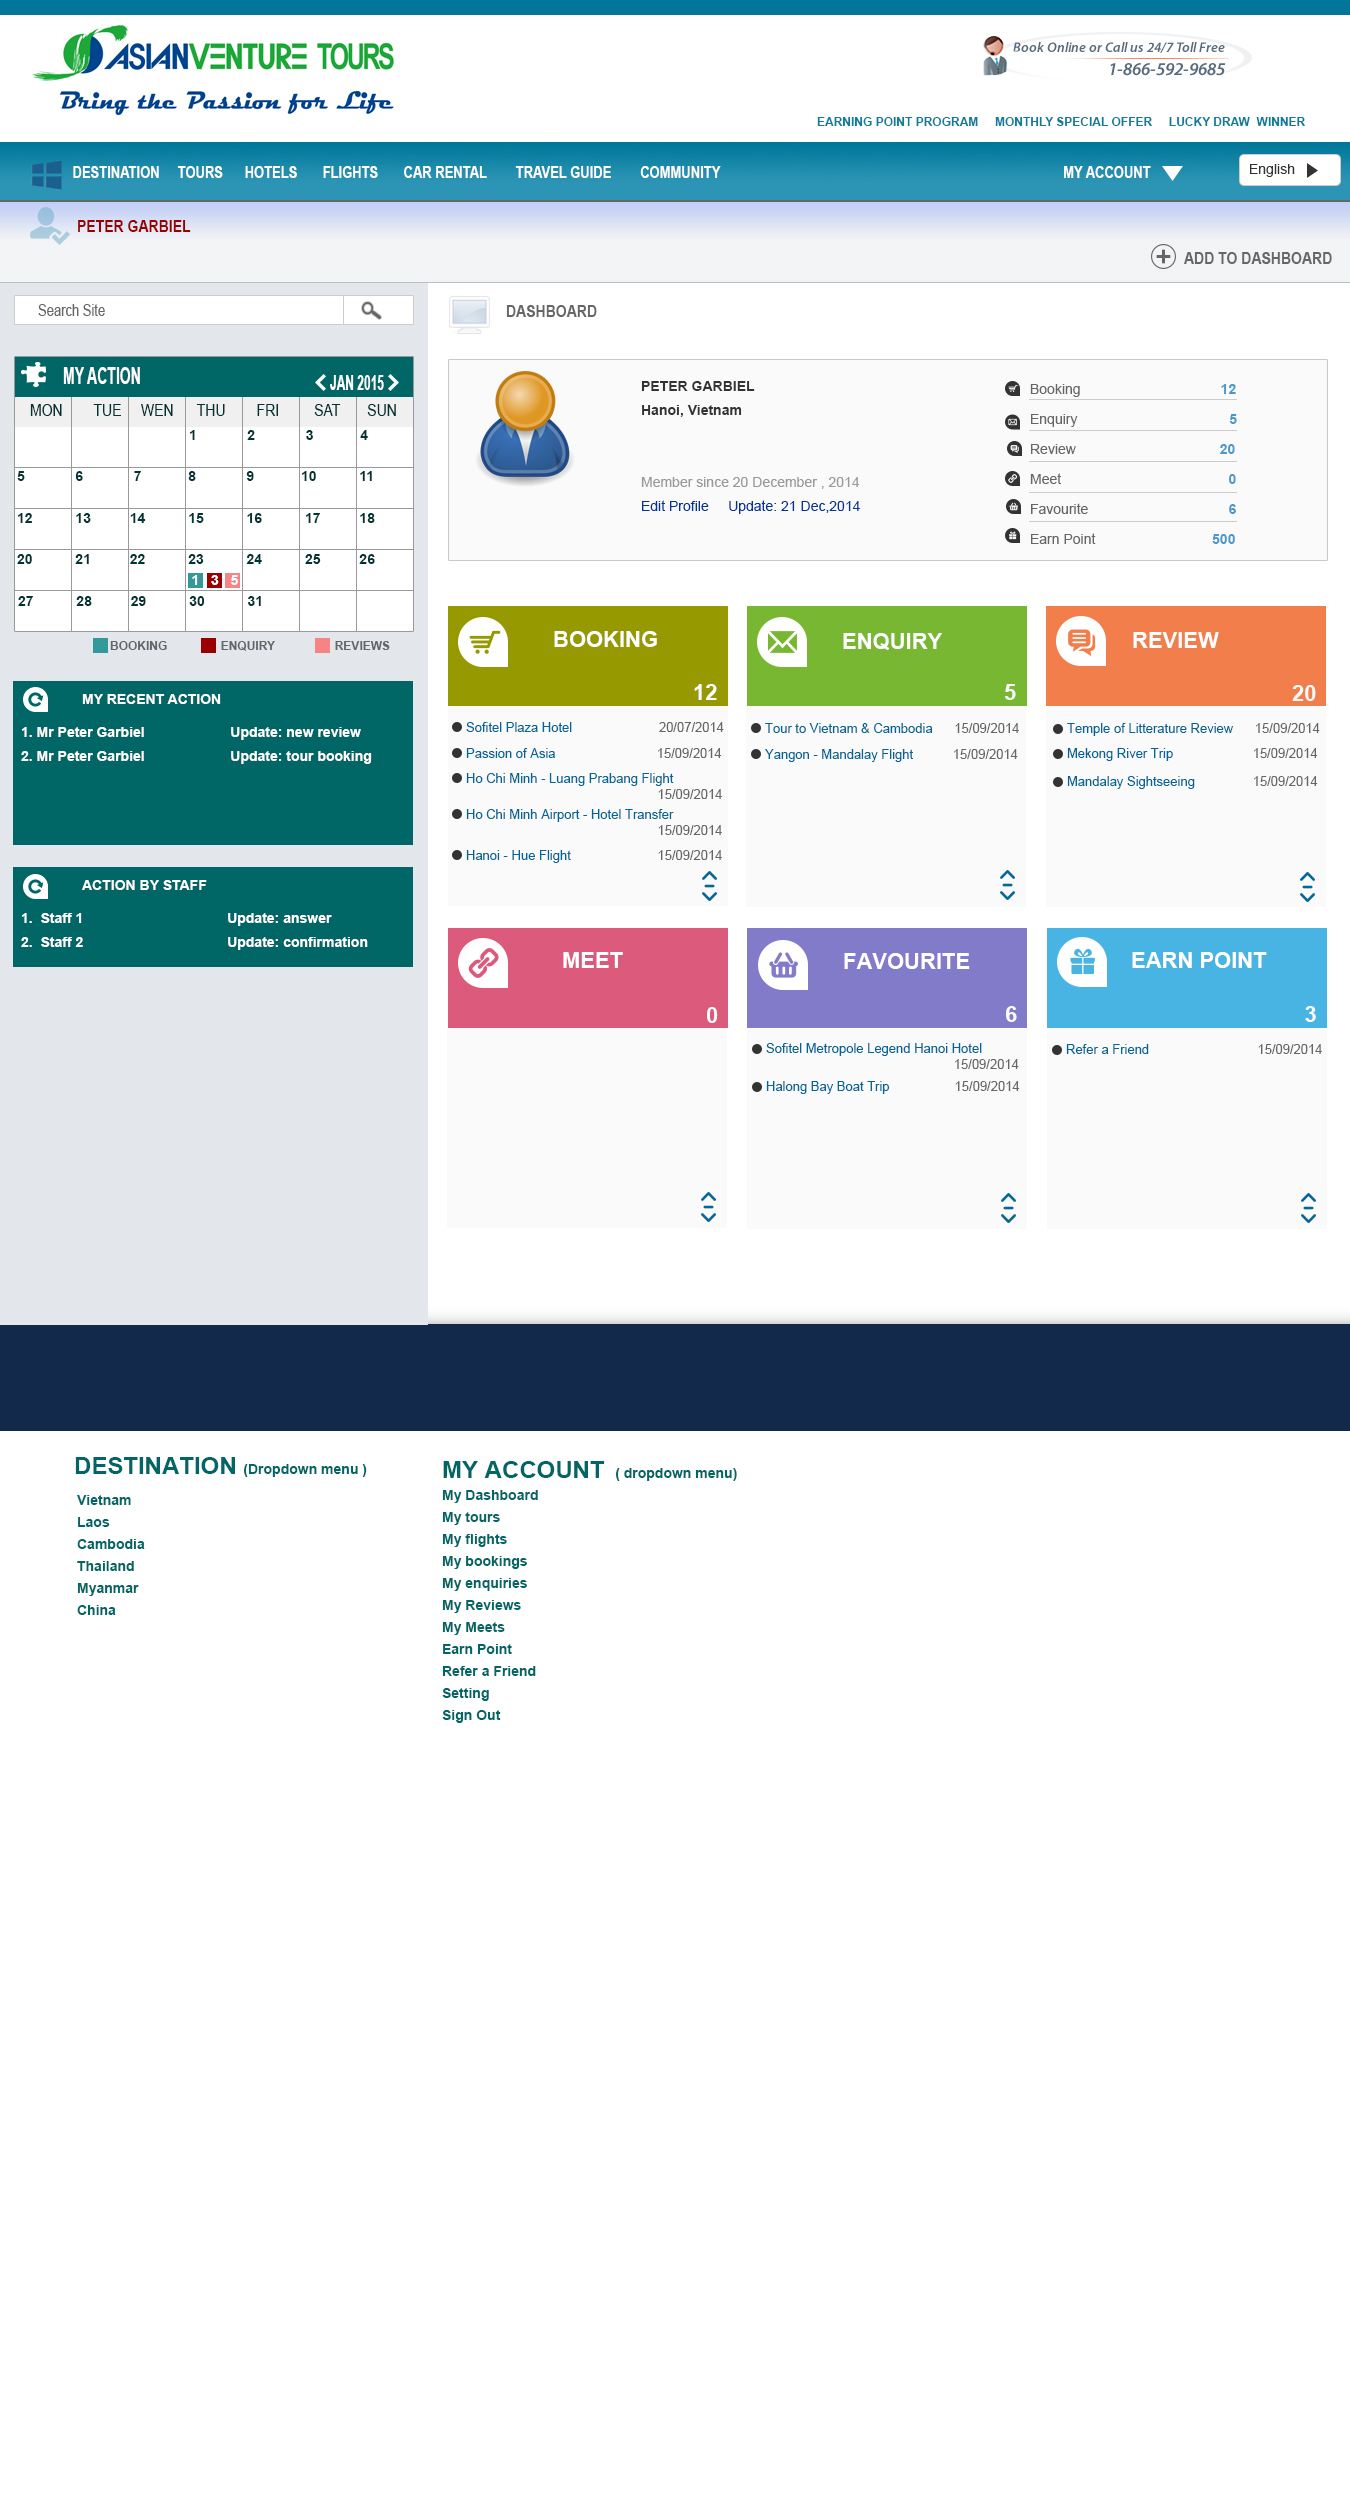 ASIANVENTURE TOURS
Bring the Passion for Life
Book Online or Call us 24/7 Toll Free
1-866-592-9685
EARNING POINT PROGRAM MONTHLY SPECIAL OFFER LUCKY DRAW WINNER
DESTINATION TOURS HOTELS FLIGHTS CAR RENTAL TRAVEL GUIDE COMMUNITY MY ACCOUNT English
PETER GARBIEL
ADD TO DASHBOARD
Search Site
MY ACTION
JAN 2015
MON TUE WEN THU FRI SAT SUN
1 2 3 4
5 6 7 8 9 10 11
12 13 14 15 16 17 18
20 21 22 23 24 25 26
1 3 5
27 28 29 30 31
BOOKING ENQUIRY REVIEWS
MY RECENT ACTION
1. Mr Peter Garbiel Update: new review
2. Mr Peter Garbiel Update: tour booking
ACTION BY STAFF
1. Staff 1 Update: answer
2. Staff 2 Update: confirmation
DASHBOARD
PETER GARBIEL
Hanoi, Vietnam
Member since 20 December , 2014
Edit Profile Update: 21 Dec,2014
Booking 12
Enquiry 5
Review 20
Meet 0
Favourite 6
Earn Point 500
BOOKING
12
Sofitel Plaza Hotel 20/07/2014
Passion of Asia 15/09/2014
Ho Chi Minh - Luang Prabang Flight
15/09/2014
Ho Chi Minh Airport - Hotel Transfer
15/09/2014
Hanoi - Hue Flight 15/09/2014
ENQUIRY
5
Tour to Vietnam & Cambodia 15/09/2014
Yangon - Mandalay Flight 15/09/2014
REVIEW
20
Temple of Litterature Review 15/09/2014
Mekong River Trip 15/09/2014
Mandalay Sightseeing 15/09/2014
MEET
0
FAVOURITE
6
Sofitel Metropole Legend Hanoi Hotel
15/09/2014
Halong Bay Boat Trip 15/09/2014
EARN POINT
3
Refer a Friend 15/09/2014
DESTINATION (Dropdown menu )
Vietnam
Laos
Cambodia
Thailand
Myanmar
China
MY ACCOUNT ( dropdown menu)
My Dashboard
My tours
My flights
My bookings
My enquiries
My Reviews
My Meets
Earn Point
Refer a Friend
Setting
Sign Out